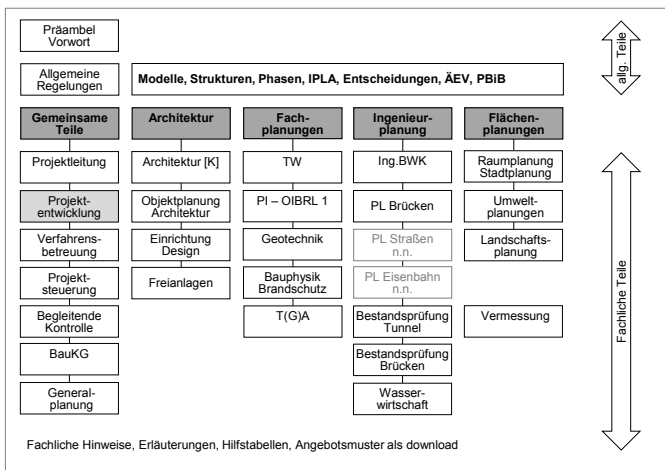 Präambel
Vorwort
Allgemeine
Regelungen
Modelle, Strukturen, Phasen, IPLA, Entscheidungen, ÄEV, PBiB
allg. Teile
Gemeinsame
Teile
Projektleitung
Projekt-
entwicklung
Verfahrens-
betreuung
Projekt-
steuerung
Begleitende
Kontrolle
BauKG
General-
planung
Architektur
Architektur [K]
Objektplanung
Architektur
Einrichtung
Design
Freianlagen
Fach-
planungen
TW
PI – OIBRL 1
Geotechnik
Bauphysik
Brandschutz
T(G)A
Ingenieur-
planung
Ing.BWK
PL Brücken
PL Straßen
n.n.
PL Eisenbahn
n.n.
Bestandsprüfung
Tunnel
Bestandsprüfung
Brücken
Wasser-
wirtschaft
Flächen-
planungen
Raumplanung
Stadtplanung
Umwelt-
planungen
Landschafts-
planung
Vermessung
Fachliche Teile
Fachliche Hinweise, Erläuterungen, Hilfstabellen, Angebotsmuster als download